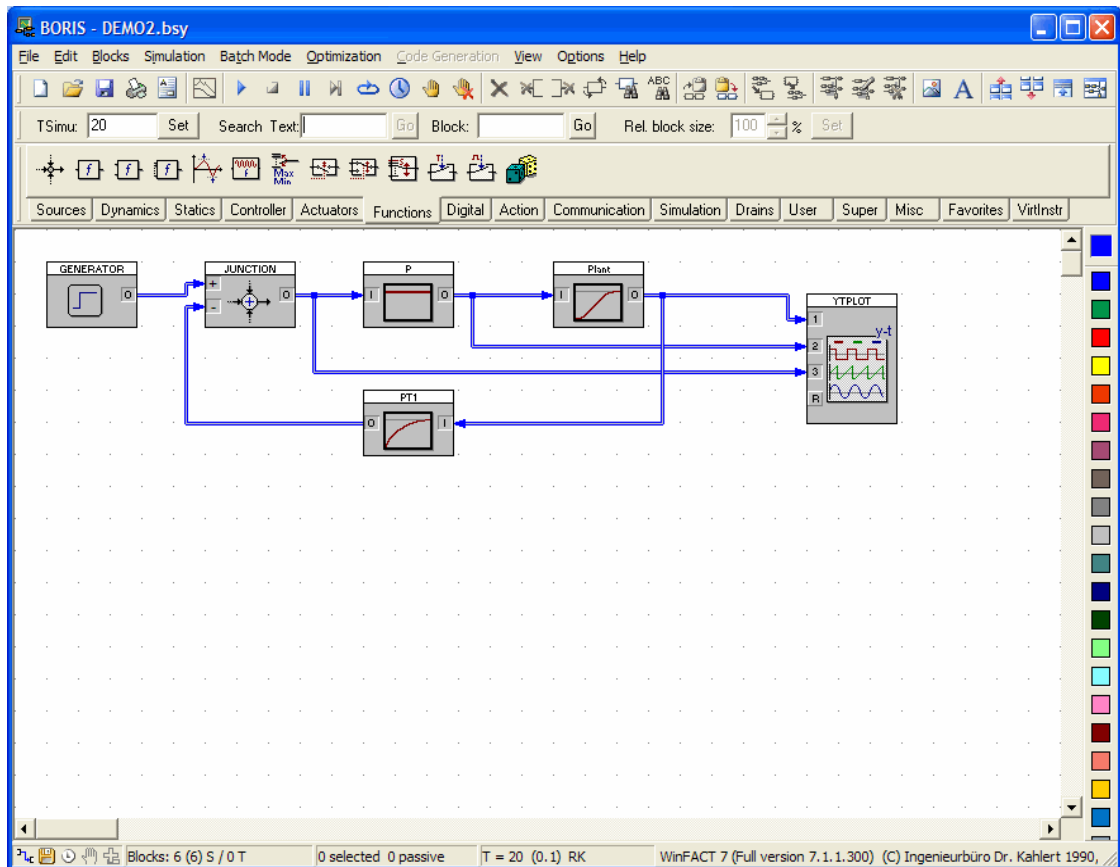 BORIS - DEMO2.bsy
File Edit Blocks Simulation Batch Mode Optimization Code Generation View Options Help
ABC
A
TSimu: 20 Set Search Text: Go Block: Go Rel. block size: 100 % Set
f f f f Max Min
Sources Dynamics Statics Controller Actuators Functions Digital Action Communication Simulation Drains User Super Misc Favorites VirtInstr
GENERATOR JUNCTION P Plant
O + - O I O I O
YTPLOT
1
y-t
2
3
R
PT1
O I
Blocks: 6 (6) S / 0 T 0 selected 0 passive T = 20 (0.1) RK WinFACT 7 (Full version 7.1.1.300) (C) Ingenieurbüro Dr. Kahlert 1990,